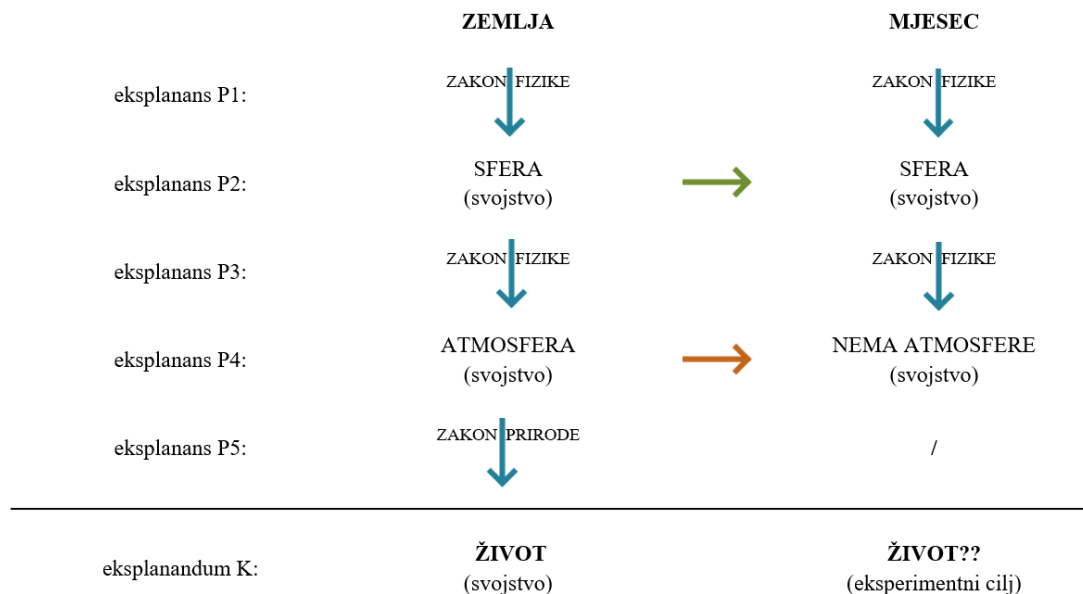 ZEMLJA MJESEC
eksplanans P1: ZAKON FIZIKE ZAKON FIZIKE
eksplanans P2: SFERA SFERA
(svojstvo) (svojstvo)
eksplanans P3: ZAKON FIZIKE ZAKON FIZIKE
eksplanans P4: ATMOSFERA NEMA ATMOSFERE
(svojstvo) (svojstvo)
eksplanans P5: ZAKON PRIRODE /
eksplanandum K: ŽIVOT ŽIVOT??
(svojstvo) (eksperimentni cilj)